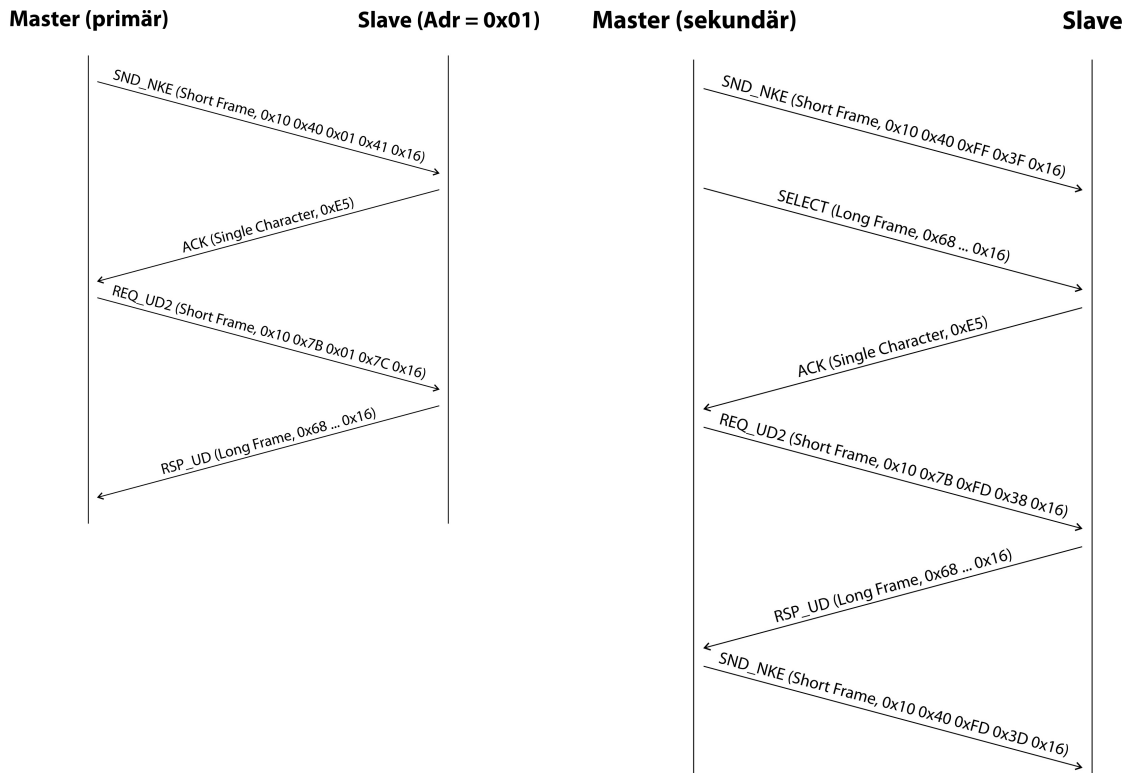 Master (primär)
Slave (Adr = 0x01)
SND_NKE (Short Frame, 0x10 0x40 0x01 0x41 0x16)
ACK (Single Character, 0xE5)
REQ_UD2 (Short Frame, 0x10 0x7B 0x01 0x7C 0x16)
RSP_UD (Long Frame, 0x68 ... 0x16)
Master (sekundär)
Slave
SND_NKE (Short Frame, 0x10 0x40 0xFF 0x3F 0x16)
SELECT (Long Frame, 0x68 ... 0x16)
ACK (Single Character, 0xE5)
REQ_UD2 (Short Frame, 0x10 0x7B 0xFD 0x38 0x16)
RSP_UD (Long Frame, 0x68 ... 0x16)
SND_NKE (Short Frame, 0x10 0x40 0xFD 0x3D 0x16)